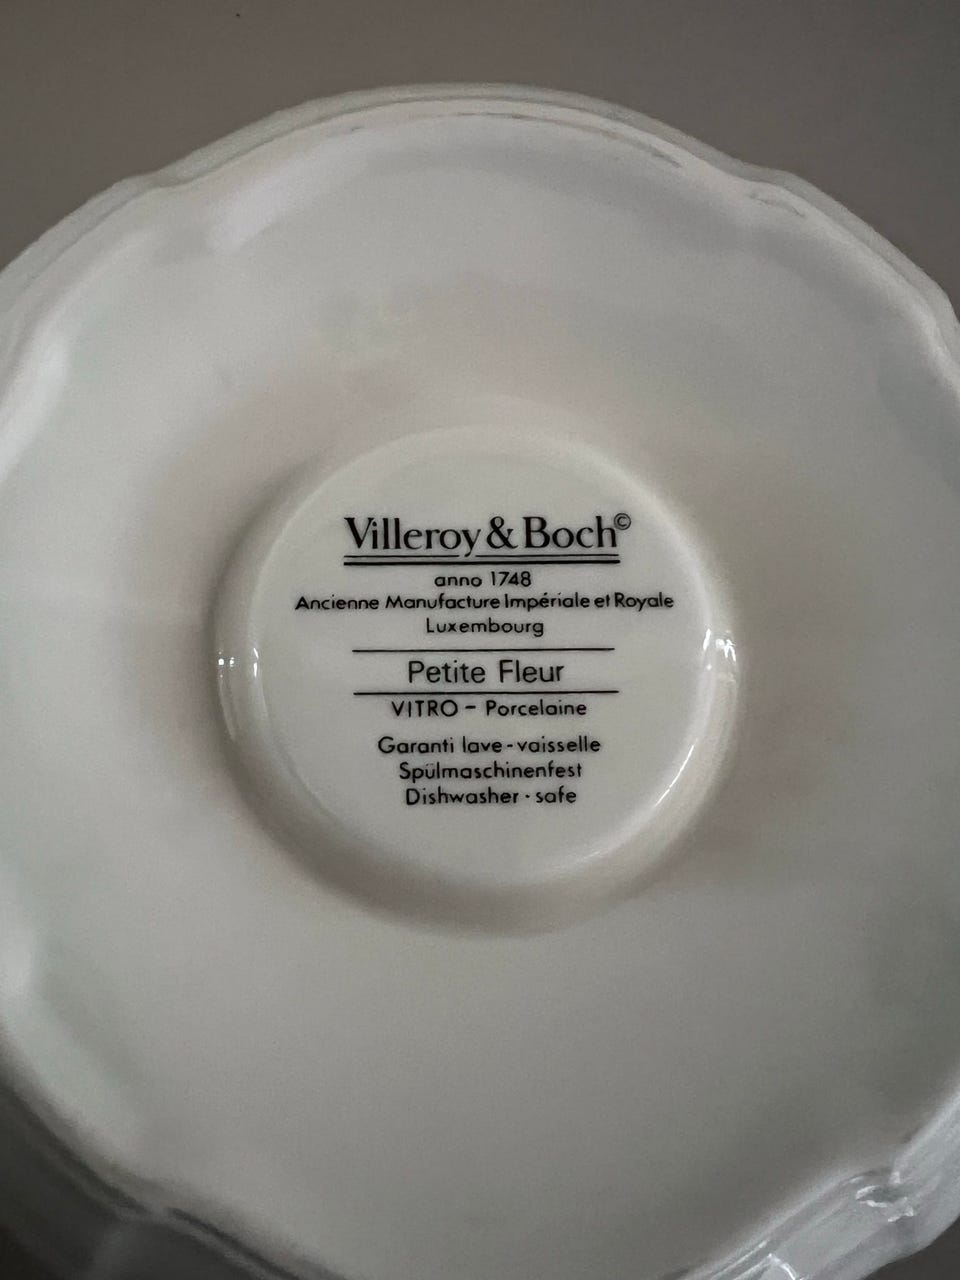 Villeroy & Boch©
anno 1748
Ancienne Manufacture Impériale et Royale
Luxembourg
Petite Fleur
VITRO – Porcelaine
Garanti lave-vaisselle
Spülmaschinenfest
Dishwasher-safe